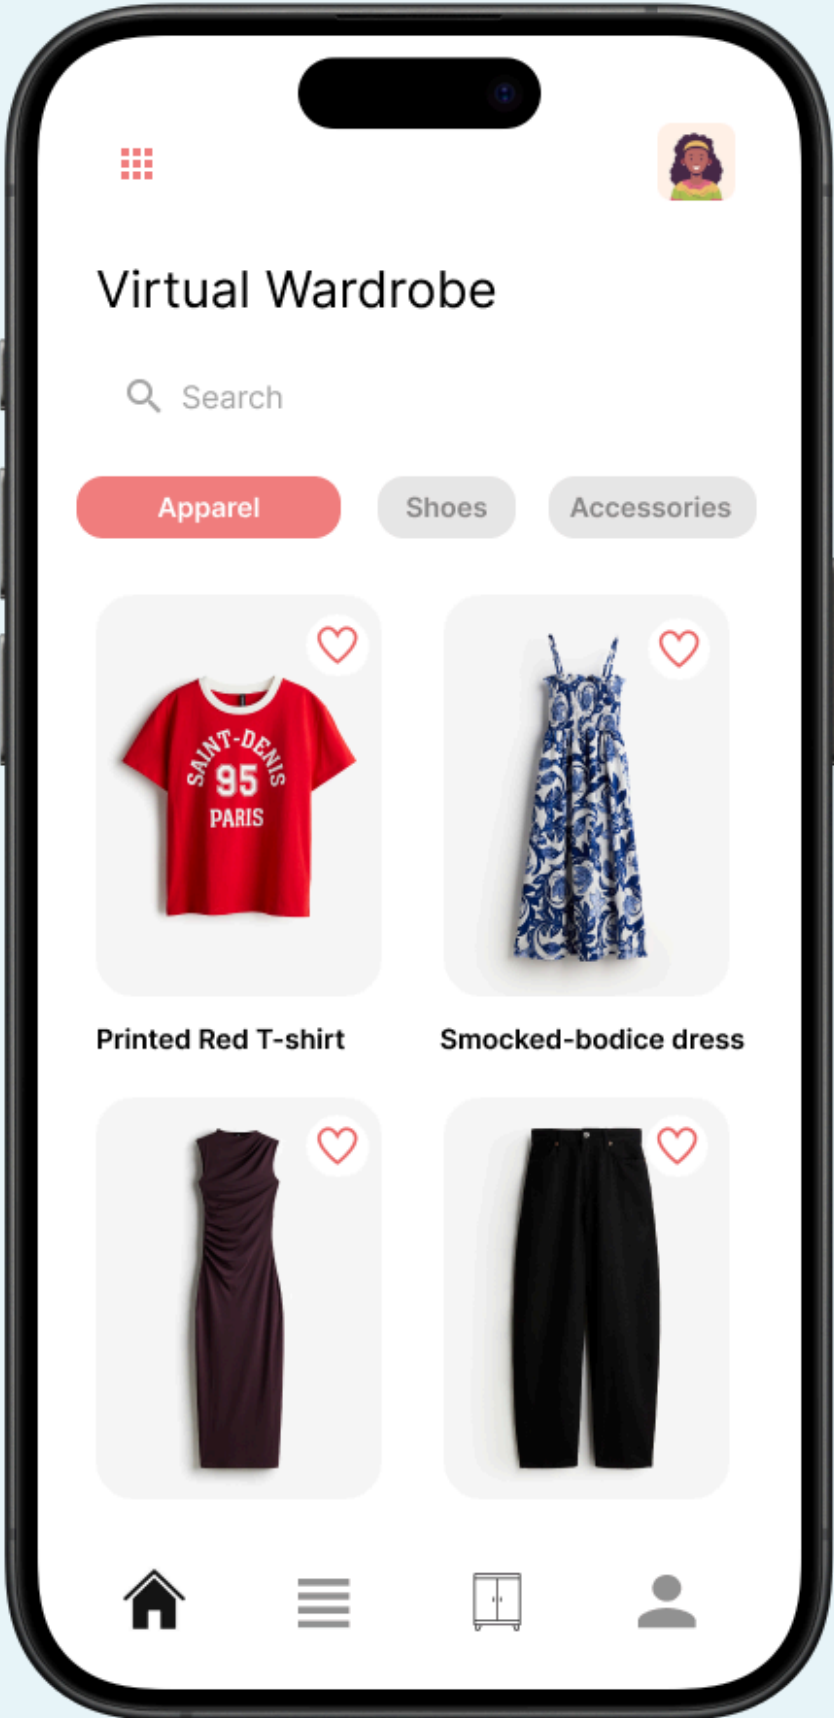 Virtual Wardrobe
Search
Apparel
Shoes
Accessories
SAINT-DENIS
95
PARIS
Printed Red T-shirt
Smocked-bodice dress